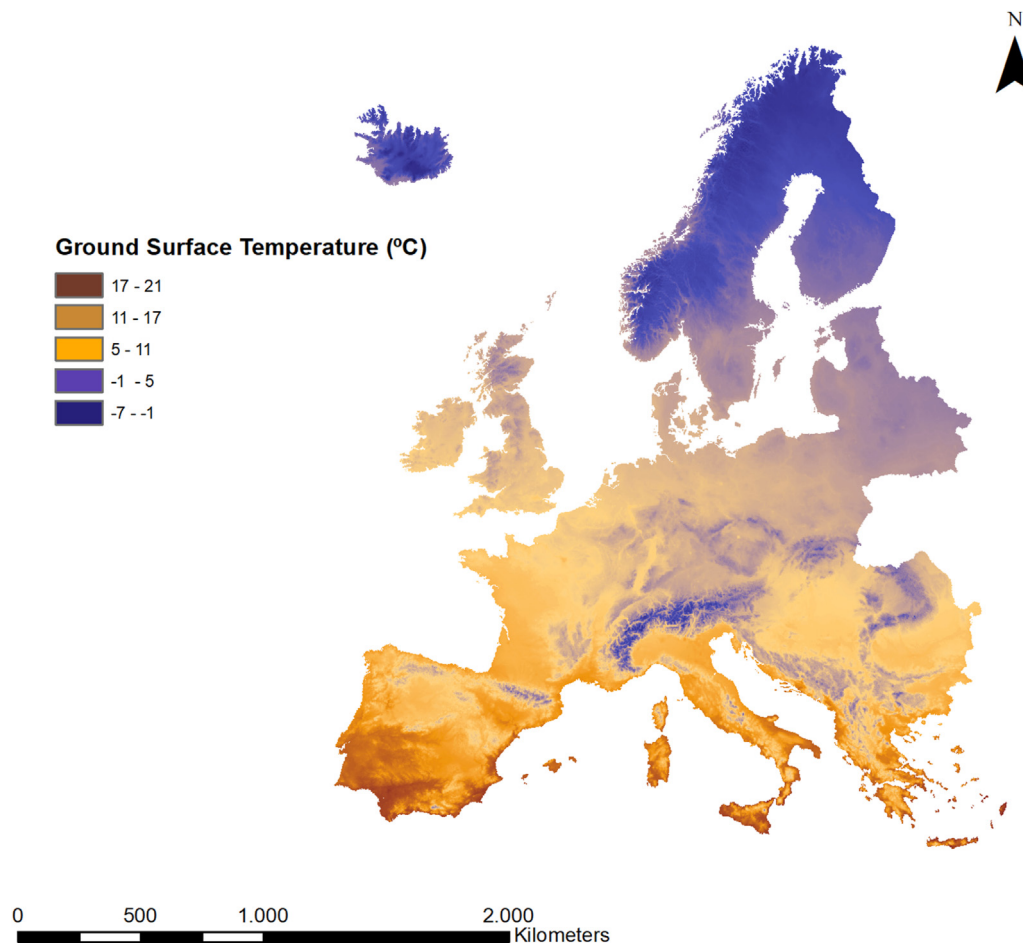 N
Ground Surface Temperature (ºC)
17 - 21
11 - 17
5 - 11
-1 - 5
-7 - -1
0 500 1.000 2.000
Kilometers